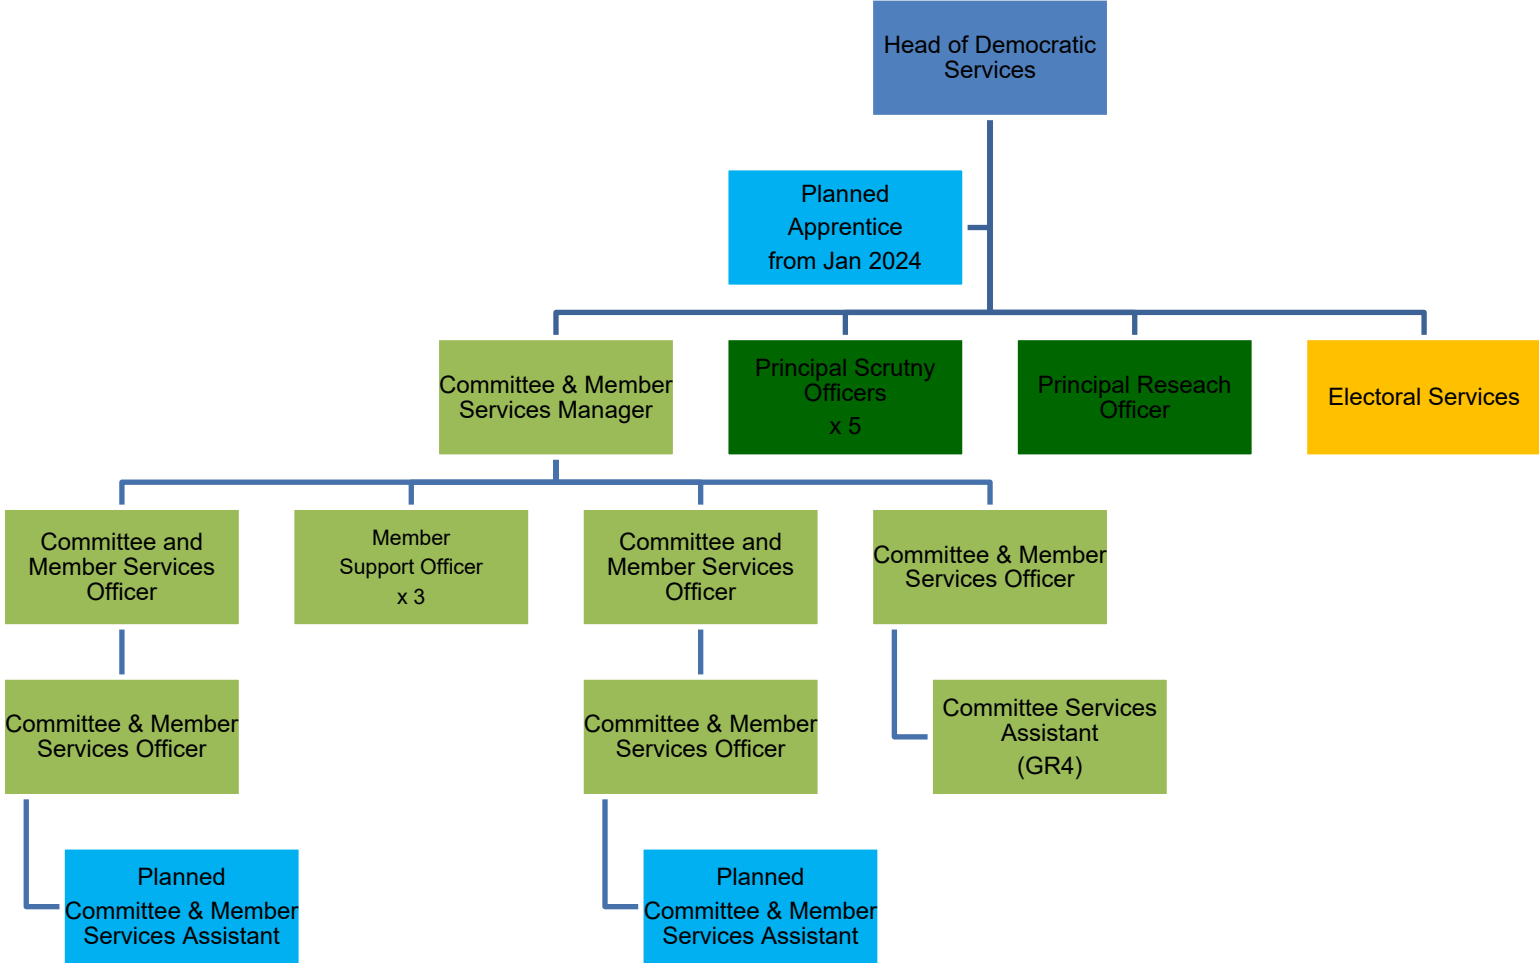 Head of Democratic
Services
Planned
Apprentice
from Jan 2024
Committee & Member
Services Manager
Principal Scrutny
Officers
x 5
Principal Reseach
Officer
Electoral Services
Committee and
Member Services
Officer
Member
Support Officer
x 3
Committee and
Member Services
Officer
Committee & Member
Services Officer
Committee & Member
Services Officer
Committee & Member
Services Officer
Committee Services
Assistant
(GR4)
Planned
Committee & Member
Services Assistant
Planned
Committee & Member
Services Assistant